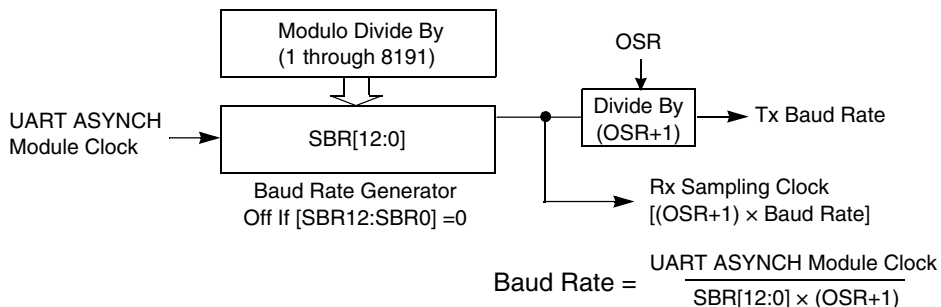 Modulo Divide By
(1 through 8191)
OSR
UART ASYNCH
Module Clock
SBR[12:0]
Divide By
(OSR+1)
Tx Baud Rate
Baud Rate Generator
Off If [SBR12:SBR0] =0
Rx Sampling Clock
[(OSR+1) × Baud Rate]
Baud Rate =
UART ASYNCH Module Clock
SBR[12:0] × (OSR+1)